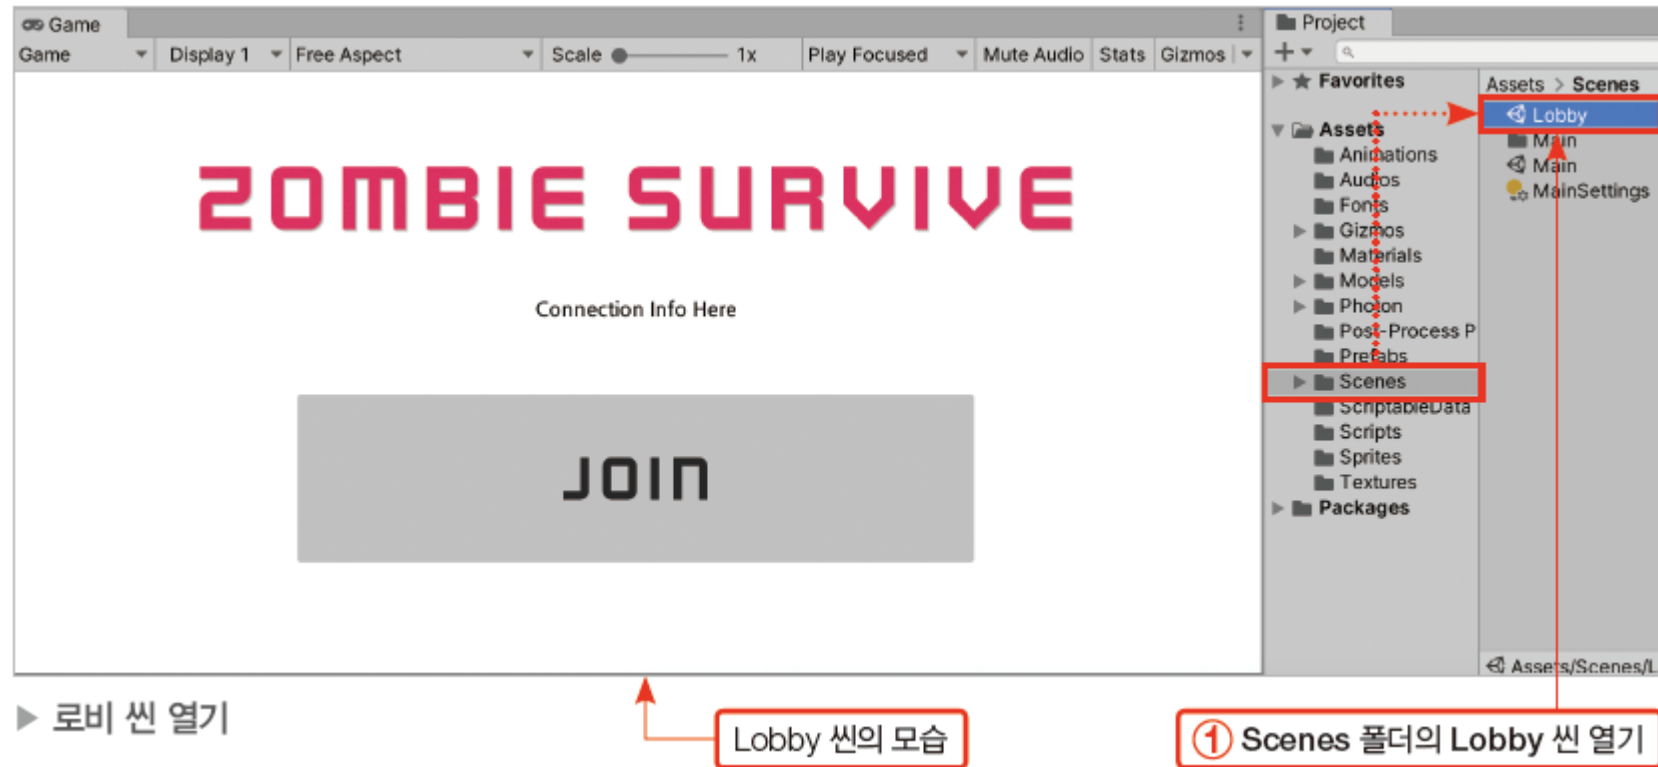 Game
Game Display 1 Free Aspect Scale 1x Play Focused Mute Audio Stats Gizmos
ZOMBIE SURVIVE
Connection Info Here
JOIN
Project
Favorites
Assets
Animations
Audios
Fonts
Gizmos
Materials
Models
Photon
Post-Process P
Prefabs
Scenes
ScriptableData
Scripts
Sprites
Textures
Packages
Assets > Scenes
Lobby
Main
Main
MainSettings
Assets/Scenes/L
▶ 로비 씬 열기
Lobby 씬의 모습
① Scenes 폴더의 Lobby 씬 열기